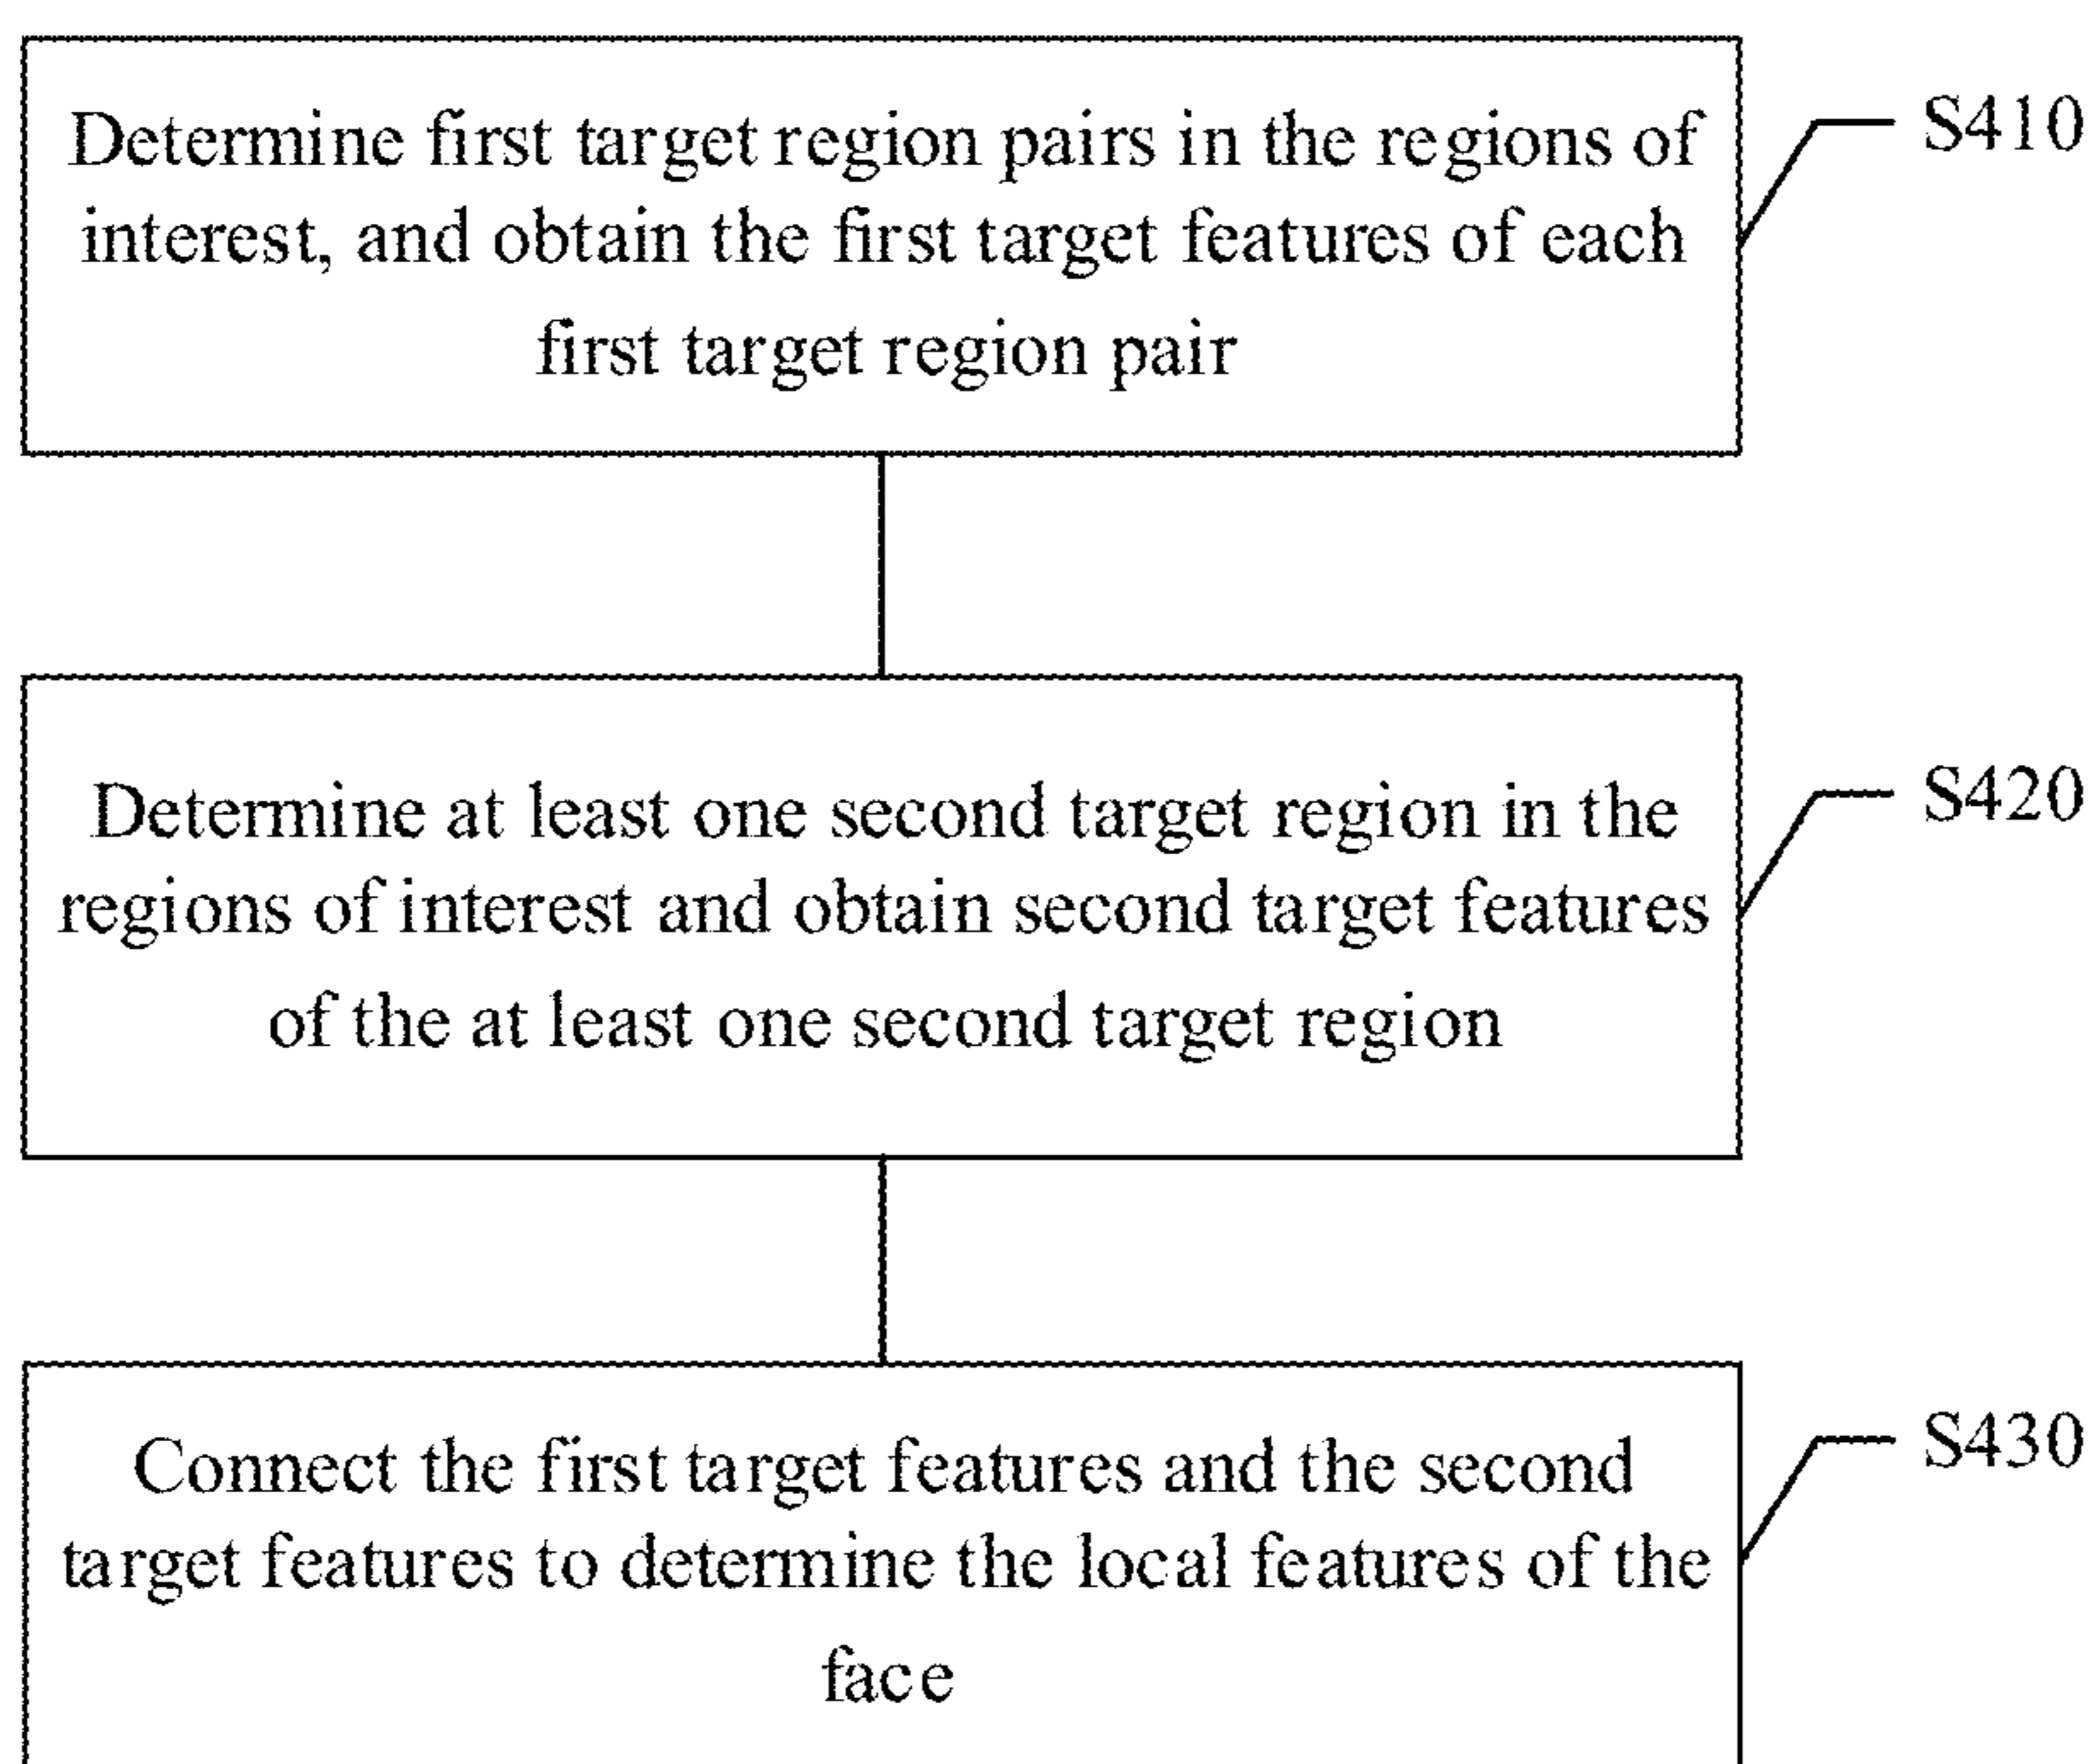 Determine first target region pairs in the regions of
interest, and obtain the first target features of each
first target region pair
S410
Determine at least one second target region in the
regions of interest and obtain second target features
of the at least one second target region
S420
Connect the first target features and the second
target features to determine the local features of the
face
S430